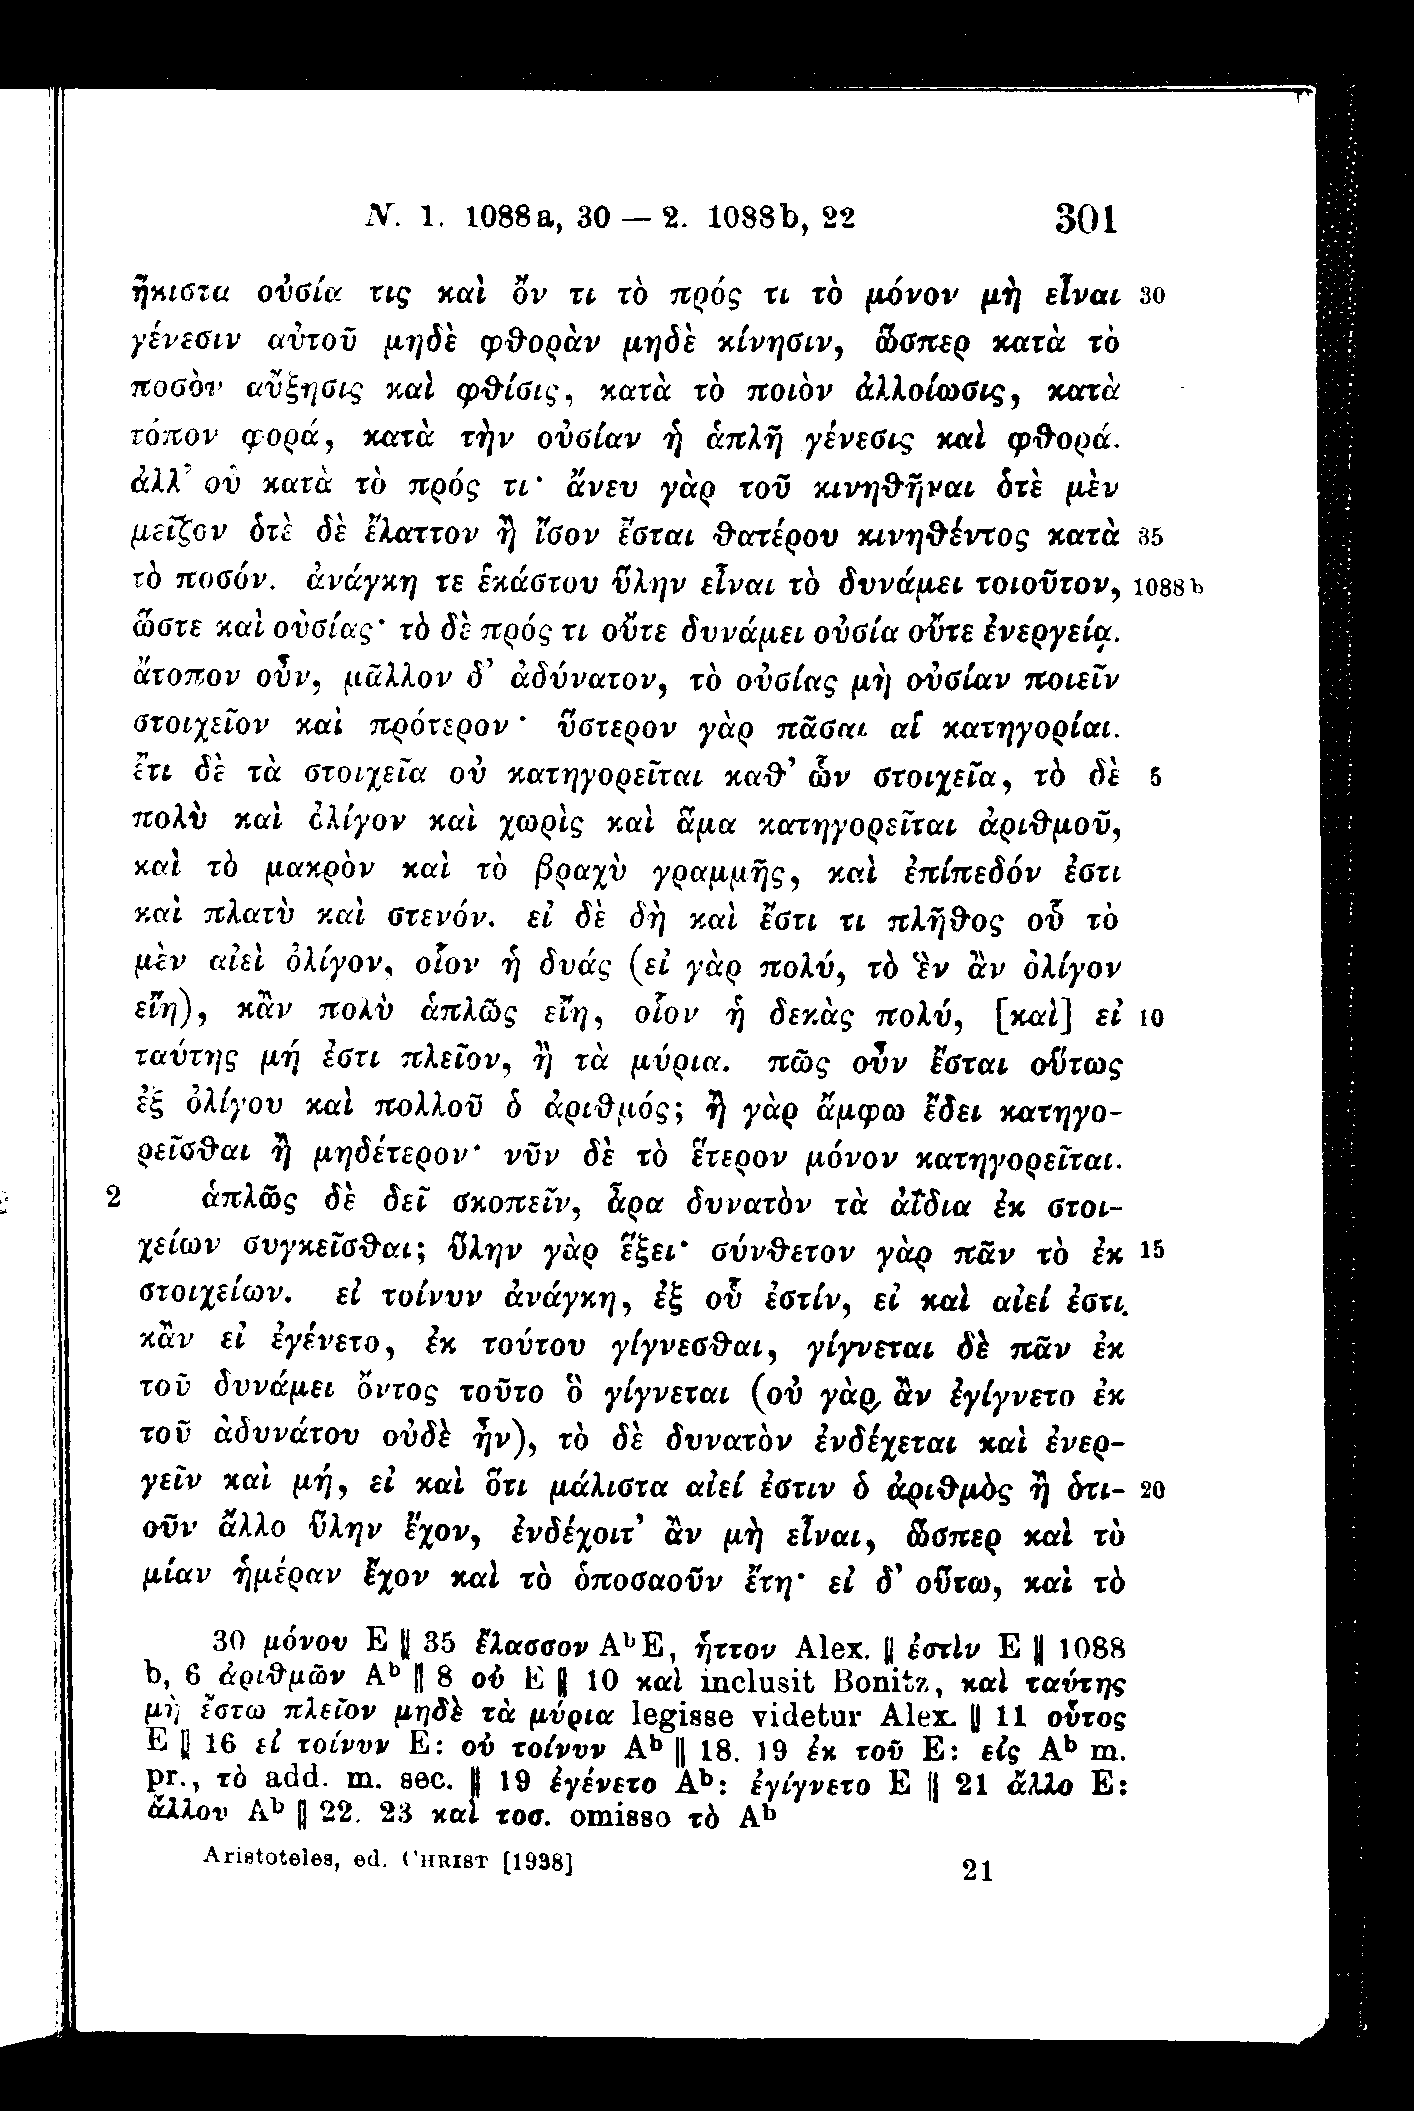 N. 1. 1088a, 30 — 2. 1088b, 22 301
ἥκιστα οὐσία τις καὶ ὄν τι τὸ πρός τι τὸ μόνον μὴ εἶναι 30
γένεσιν αὐτοῦ μηδὲ φθορὰν μηδὲ κίνησιν, ὥσπερ κατὰ τὸ
ποσὸν αὔξησις καὶ φθίσις, κατὰ τὸ ποιὸν ἀλλοίωσις, κατὰ
τόπον φορά, κατὰ τὴν οὐσίαν ἡ ἁπλῆ γένεσις καὶ φθορά.
ἀλλ’ οὐ κατὰ τὸ πρός τι· ἄνευ γὰρ τοῦ κινηθῆναι ὁτὲ μὲν
μεῖζον ὁτὲ δὲ ἔλαττον ἢ ἴσον ἔσται θατέρου κινηθέντος κατὰ 35
τὸ ποσόν. ἀνάγκη τε ἑκάστου ὕλην εἶναι τὸ δυνάμει τοιοῦτον, 1088b
ὥστε καὶ οὐσίας· τὸ δὲ πρός τι οὔτε δυνάμει οὐσία οὔτε ἐνεργείᾳ.
ἄτοπον οὖν, μᾶλλον δ’ ἀδύνατον, τὸ οὐσίας μὴ οὐσίαν ποιεῖν
στοιχεῖον καὶ πρότερον· ὕστερον γὰρ πᾶσαι αἱ κατηγορίαι.
ἔτι δὲ τὰ στοιχεῖα οὐ κατηγορεῖται καθ’ ὧν στοιχεῖα, τὸ δὲ 5
πολὺ καὶ ὀλίγον καὶ χωρὶς καὶ ἅμα κατηγορεῖται ἀριθμοῦ,
καὶ τὸ μακρὸν καὶ τὸ βραχὺ γραμμῆς, καὶ ἐπίπεδόν ἐστι
καὶ πλατὺ καὶ στενόν. εἰ δὲ δὴ καὶ ἔστι τι πλῆθος οὗ τὸ
μὲν αἰεὶ ὀλίγον, οἷον ἡ δυάς (εἰ γὰρ πολύ, τὸ ἓν ἂν ὀλίγον
εἴη), κἂν πολὺ ἁπλῶς εἴη, οἷον ἡ δεκὰς πολύ, [καὶ] εἰ 10
ταύτης μή ἐστι πλεῖον, ἢ τὰ μύρια. πῶς οὖν ἔσται οὕτως
ἐξ ὀλίγου καὶ πολλοῦ ὁ ἀριθμός; ἢ γὰρ ἄμφω ἔδει κατηγο-
ρεῖσθαι ἢ μηδέτερον· νῦν δὲ τὸ ἕτερον μόνον κατηγορεῖται.
2 ἁπλῶς δὲ δεῖ σκοπεῖν, ἆρα δυνατὸν τὰ ἀΐδια ἐκ στοι-
χείων συγκεῖσθαι; ὕλην γὰρ ἕξει· σύνθετον γὰρ πᾶν τὸ ἐκ 15
στοιχείων. εἰ τοίνυν ἀνάγκη, ἐξ οὗ ἐστίν, εἰ καὶ αἰεί ἐστι,
κἂν εἰ ἐγένετο, ἐκ τούτου γίγνεσθαι, γίγνεται δὲ πᾶν ἐκ
τοῦ δυνάμει ὄντος τοῦτο ὃ γίγνεται (οὐ γὰρ ἂν ἐγίγνετο ἐκ
τοῦ ἀδυνάτου οὐδὲ ἦν), τὸ δὲ δυνατὸν ἐνδέχεται καὶ ἐνερ-
γεῖν καὶ μή, εἰ καὶ ὅτι μάλιστα αἰεί ἐστιν ὁ ἀριθμὸς ἢ ὁτι- 20
οῦν ἄλλο ὕλην ἔχον, ἐνδέχοιτ’ ἂν μὴ εἶναι, ὥσπερ καὶ τὸ
μίαν ἡμέραν ἔχον καὶ τὸ ὁποσαοῦν ἔτη· εἰ δ’ οὕτω, καὶ τὸ
30 μόνου E ‖ 35 ἔλασσον AᵇE, ἧττον Alex. ‖ ἐστὶν E ‖ 1088
b, 6 ἀριθμῶν Aᵇ ‖ 8 οὐ E ‖ 10 καὶ inclusit Bonitz, καὶ ταύτης
μὴ ἔστω πλεῖον μηδὲ τὰ μύρια legisse videtur Alex. ‖ 11 οὗτος
E ‖ 16 εἰ τοίνυν E: οὐ τοίνυν Aᵇ ‖ 18. 19 ἐκ τοῦ E: εἰς Aᵇ m.
pr., τὸ add. m. sec. ‖ 19 ἐγένετο Aᵇ: ἐγίγνετο E ‖ 21 ἄλλο E:
ἄλλου Aᵇ ‖ 22. 23 καὶ τοσ. omisso τὸ Aᵇ
Aristoteles, ed. CHRIST [1938] 21